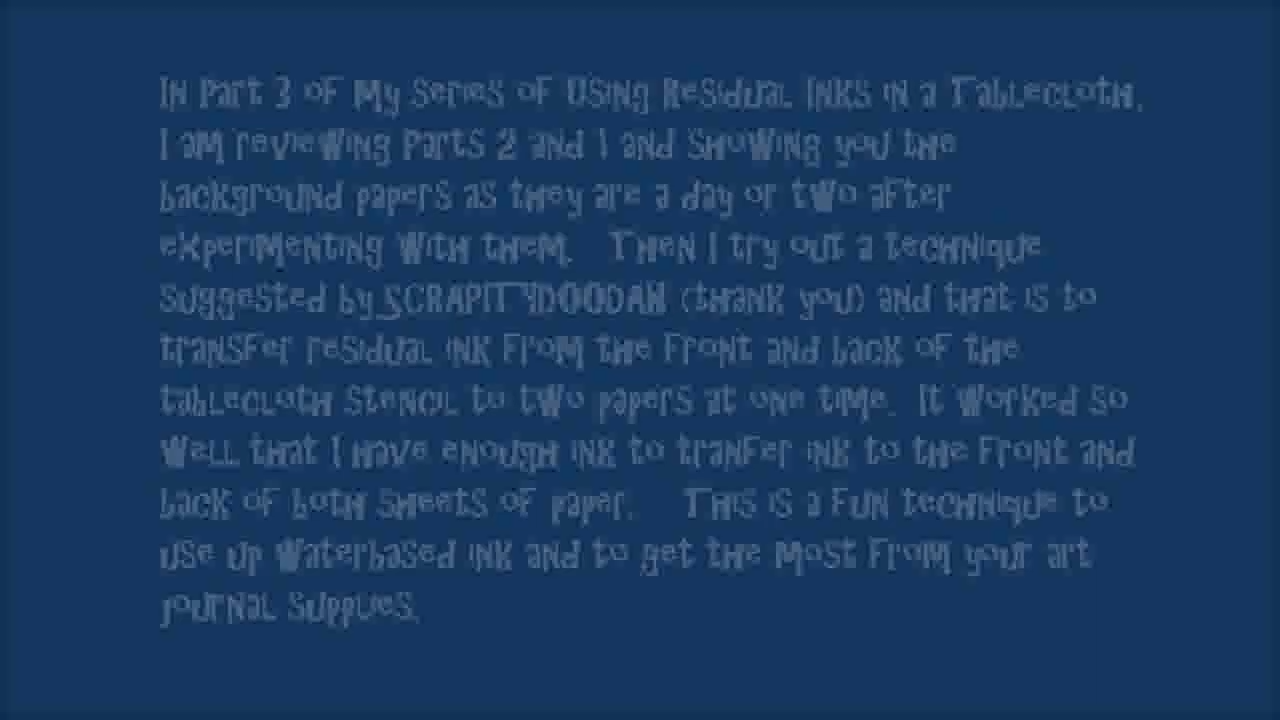 In Part 3 of My Series of Using Residual Inks in a Tablecloth,
I am reviewing Parts 2 and 1 and showing you the
background papers as they are a day or two after
experimenting with them. Then I try out a technique
suggested by SCRAPITYDOODAH (thank you) and that is to
transfer residual ink from the front and back of the
tablecloth stencil to two papers at one time. It worked so
well that I have enough ink to tranfer ink to the front and
back of both sheets of paper. This is a fun technique to
use up waterbased ink and to get the most from your art
journal supplies.